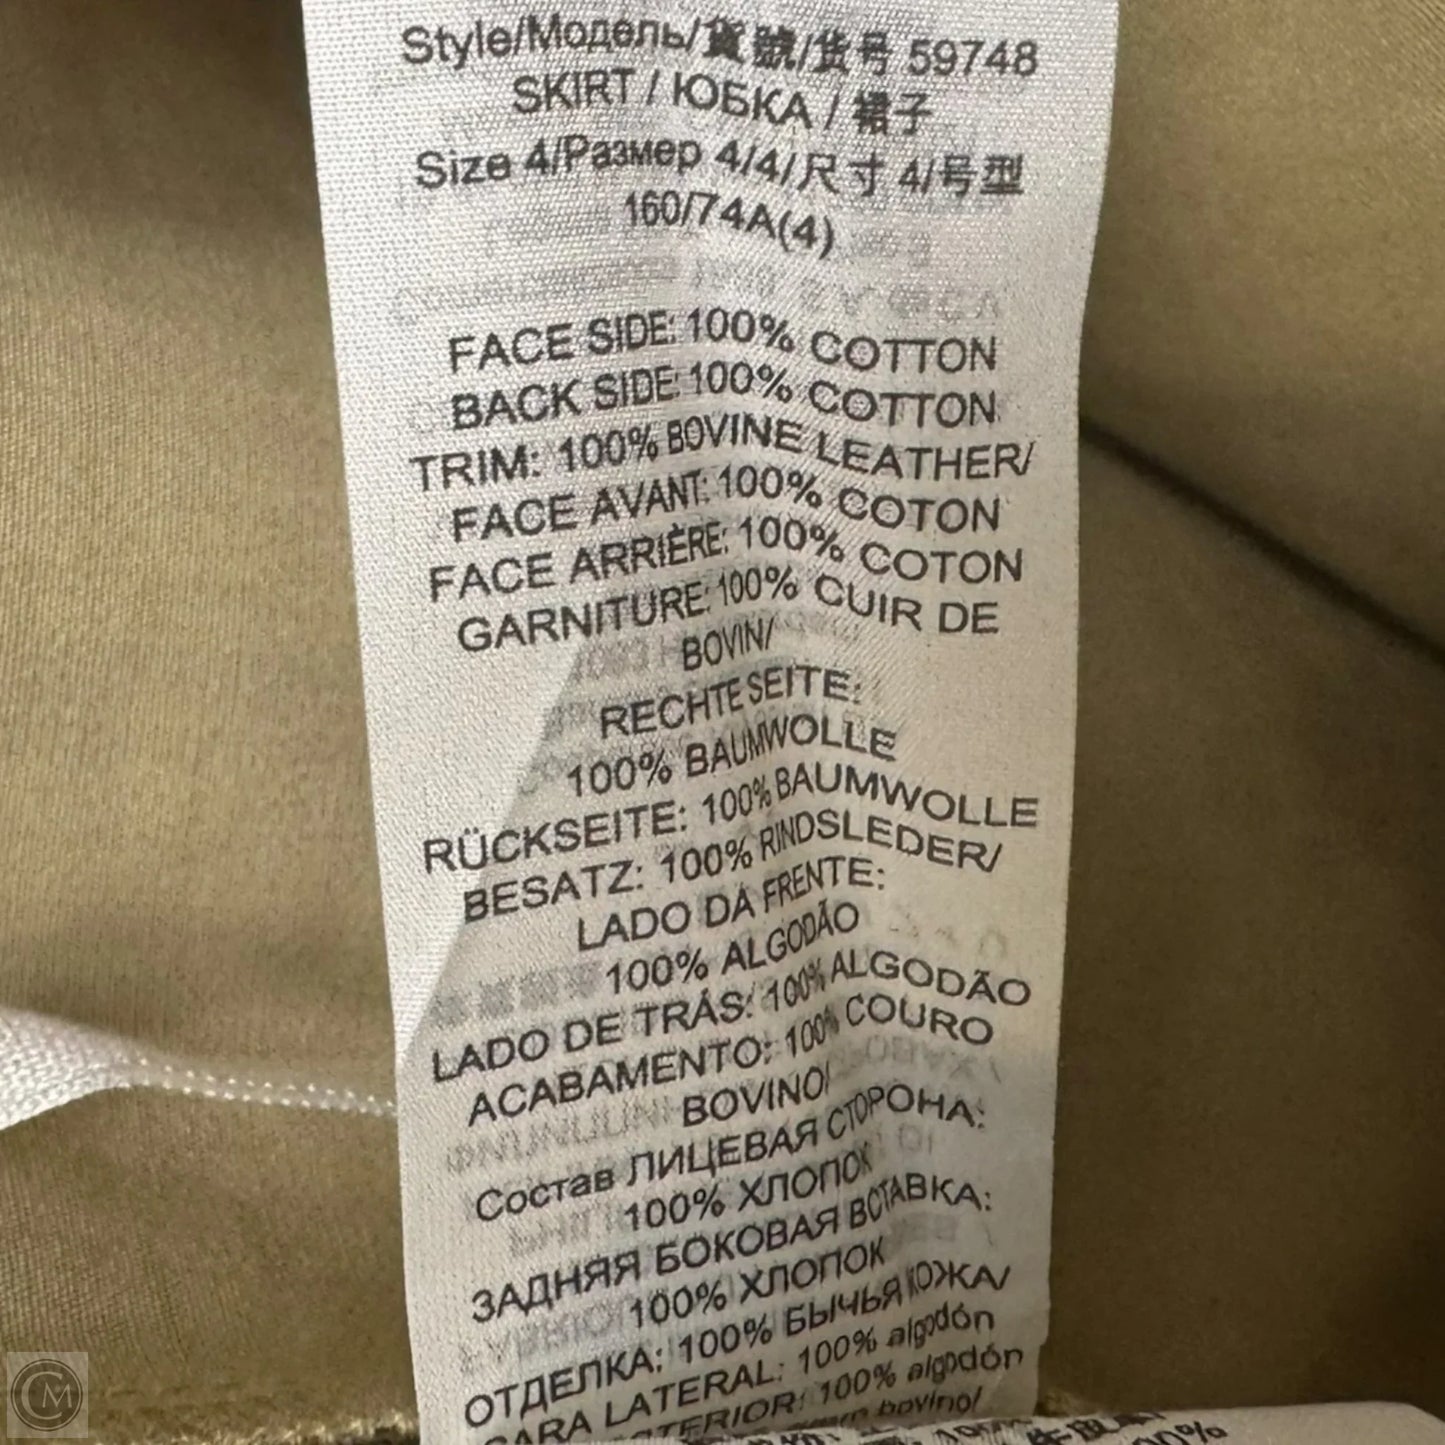 Style/Модель/貨號/货号 59748
SKIRT / ЮБКА / 裙子
Size 4/Размер 4/4/尺寸 4/号型
160/74A(4)
FACE SIDE: 100% COTTON
BACK SIDE: 100% COTTON
TRIM: 100% BOVINE LEATHER/
FACE AVANT: 100% COTON
FACE ARRIÈRE: 100% COTON
GARNITURE: 100% CUIR DE
BOVIN/
RECHTE SEITE:
100% BAUMWOLLE
RÜCKSEITE: 100% BAUMWOLLE
BESATZ: 100% RINDSLEDER/
LADO DA FRENTE:
100% ALGODÃO
LADO DE TRÁS: 100% ALGODÃO
ACABAMENTO: 100% COURO
BOVINO/
Состав ЛИЦЕВАЯ СТОРОНА:
100% ХЛОПОК
ЗАДНЯЯ БОКОВАЯ ВСТАВКА:
100% ХЛОПОК
ОТДЕЛКА: 100% БЫЧЬЯ КОЖА/
CARA LATERAL: 100% algodón
100% algodón
bovino/
100%
CM